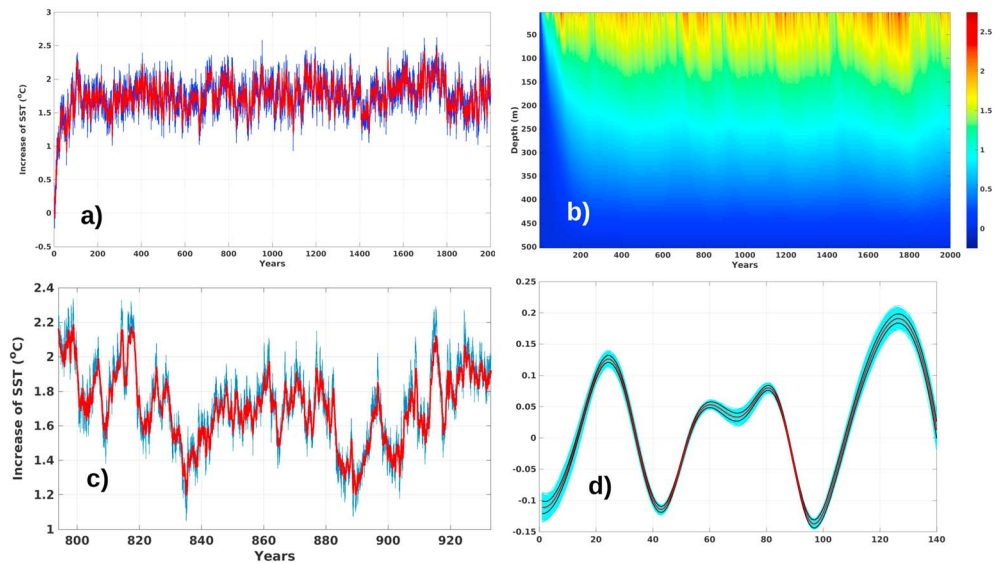 3
2.5
2
1.5
1
0.5
0
-0.5
Increase of SST (°C)
a)
0 200 400 600 800 1000 1200 1400 1600 1800 2000
Years
50
100
150
200
250
300
350
400
450
500
Depth (m)
b)
200 400 600 800 1000 1200 1400 1600 1800 2000
Years
2.5
2
1.5
1
0.5
0
2.4
2.2
2
1.8
1.6
1.4
1.2
1
Increase of SST (°C)
c)
800 820 840 860 880 900 920
Years
0.25
0.2
0.15
0.1
0.05
0
-0.05
-0.1
-0.15
d)
0 20 40 60 80 100 120 140